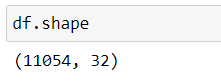 df.shape
(11054, 32)